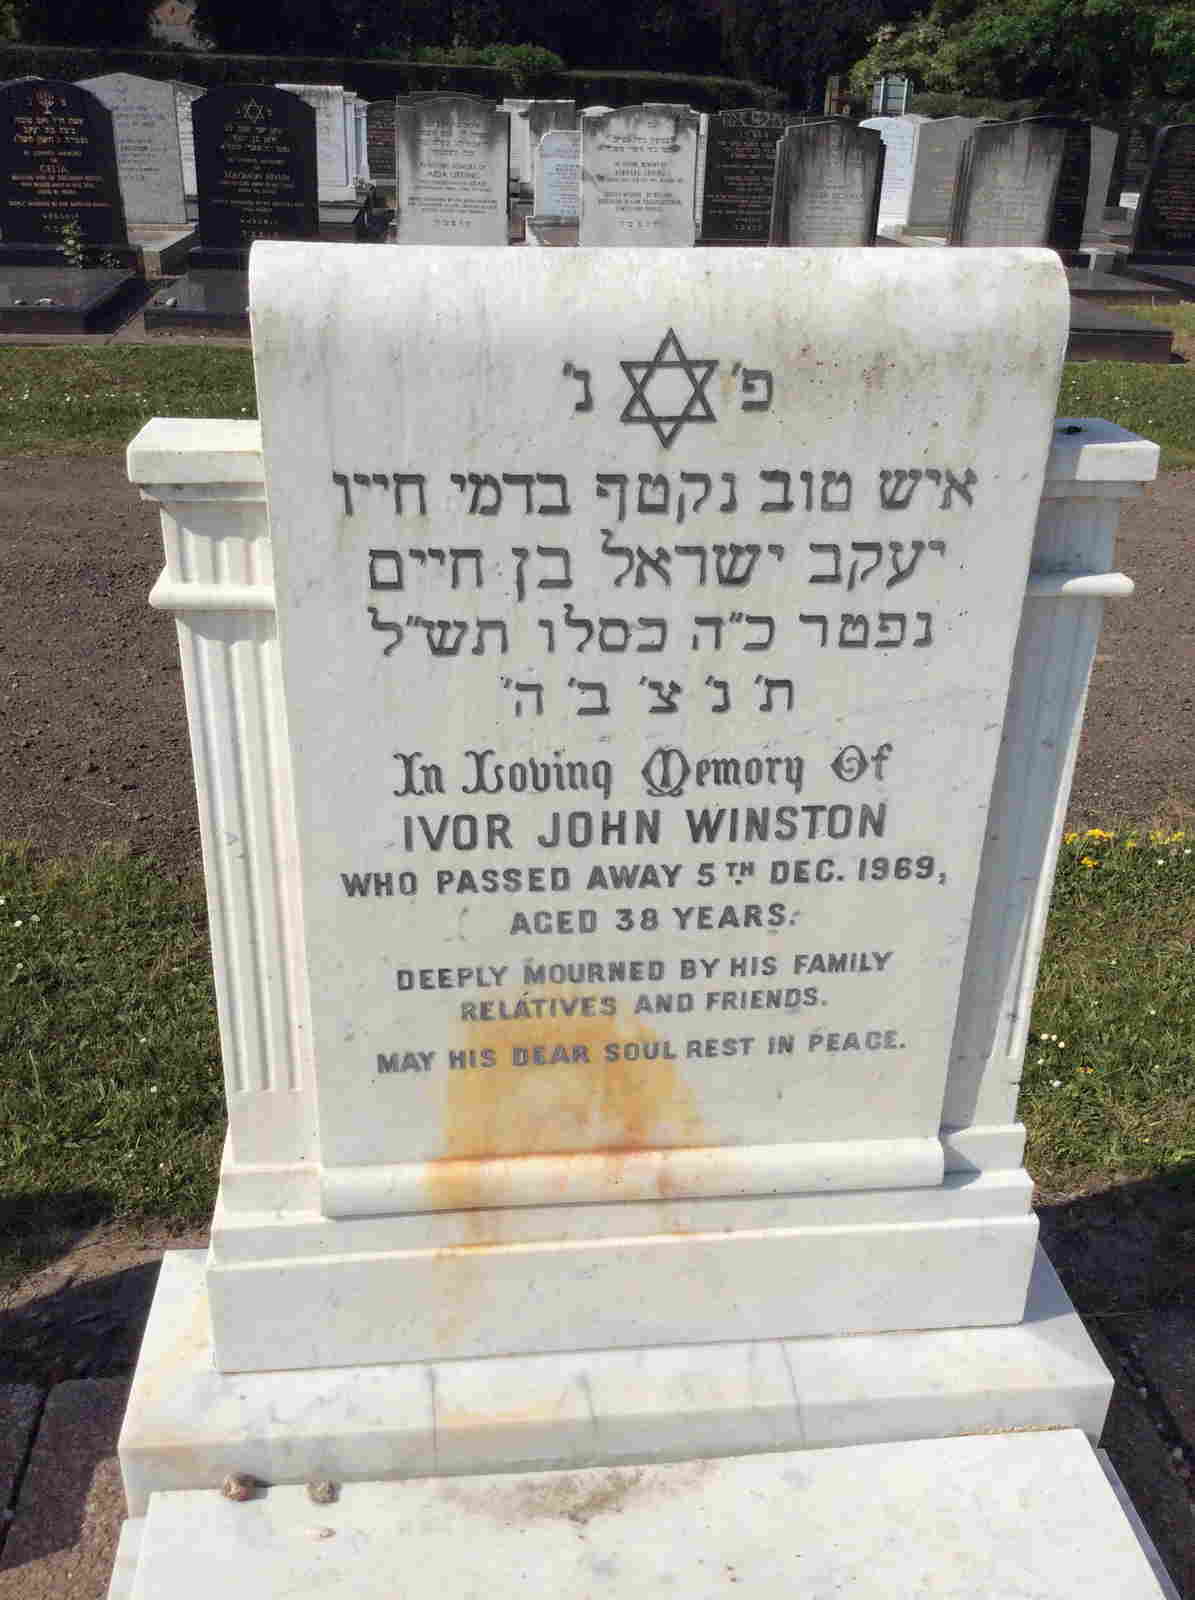 פ׳ נ׳
איש טוב נקטף בדמי חייו
יעקב ישראל בן חיים
נפטר כ״ה כסלו תש״ל
ת׳ נ׳ צ׳ ב׳ ה׳
In Loving Memory Of
IVOR JOHN WINSTON
WHO PASSED AWAY 5TH DEC. 1969,
AGED 38 YEARS.
DEEPLY MOURNED BY HIS FAMILY
RELATIVES AND FRIENDS.
MAY HIS DEAR SOUL REST IN PEACE.